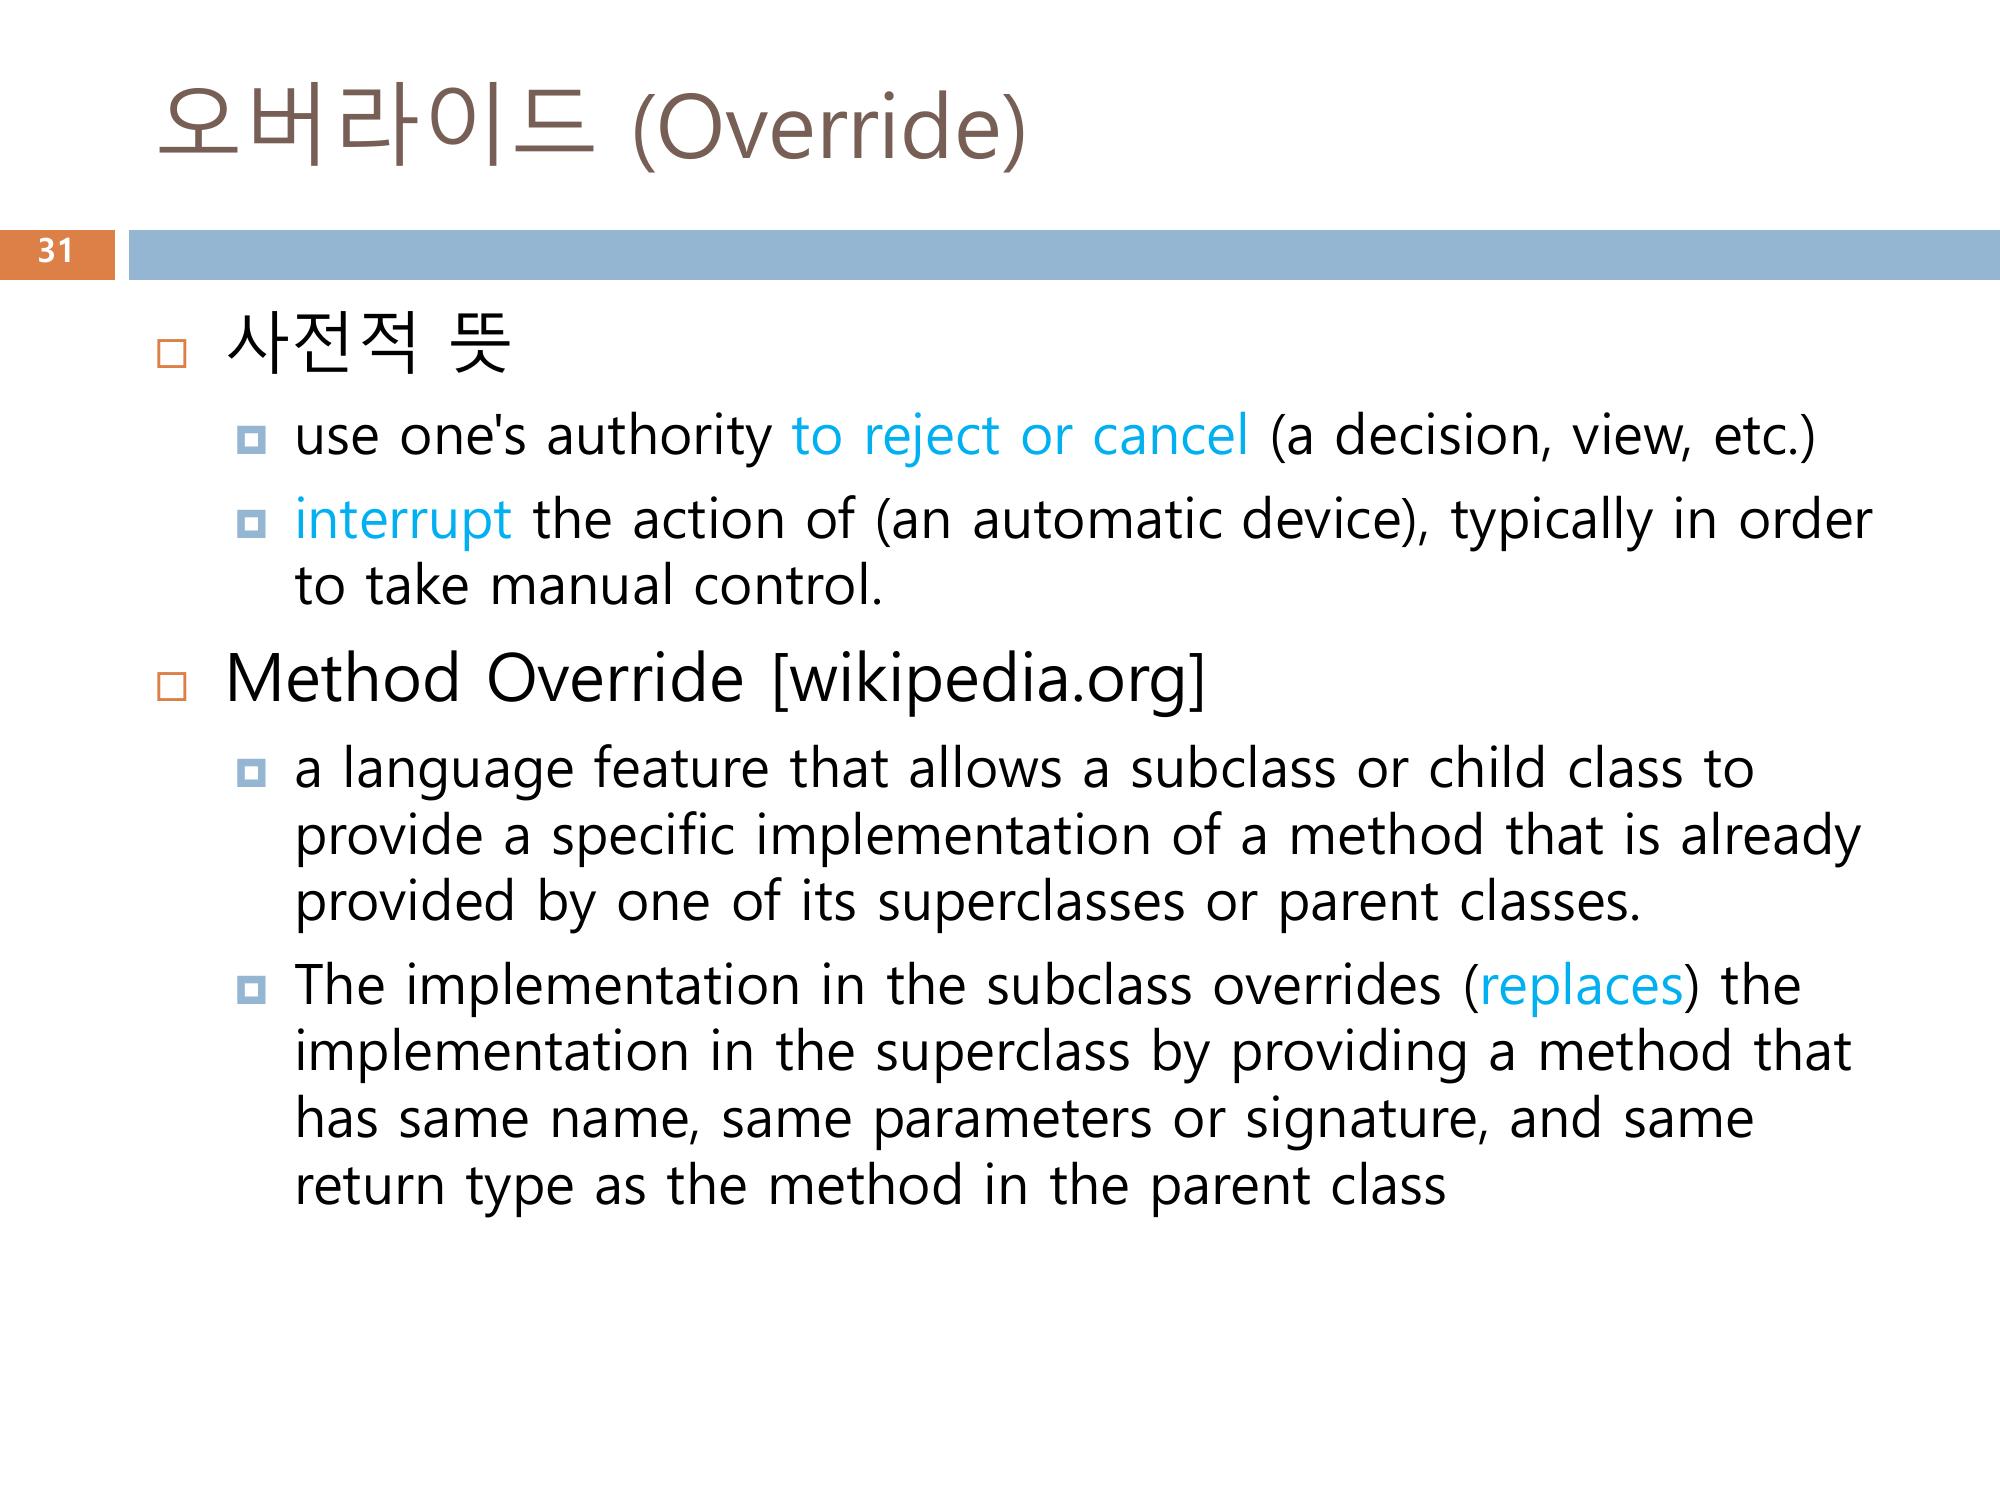 오버라이드 (Override)
31
사전적 뜻
use one's authority to reject or cancel (a decision, view, etc.)
interrupt the action of (an automatic device), typically in order
to take manual control.
Method Override [wikipedia.org]
a language feature that allows a subclass or child class to
provide a specific implementation of a method that is already
provided by one of its superclasses or parent classes.
The implementation in the subclass overrides (replaces) the
implementation in the superclass by providing a method that
has same name, same parameters or signature, and same
return type as the method in the parent class